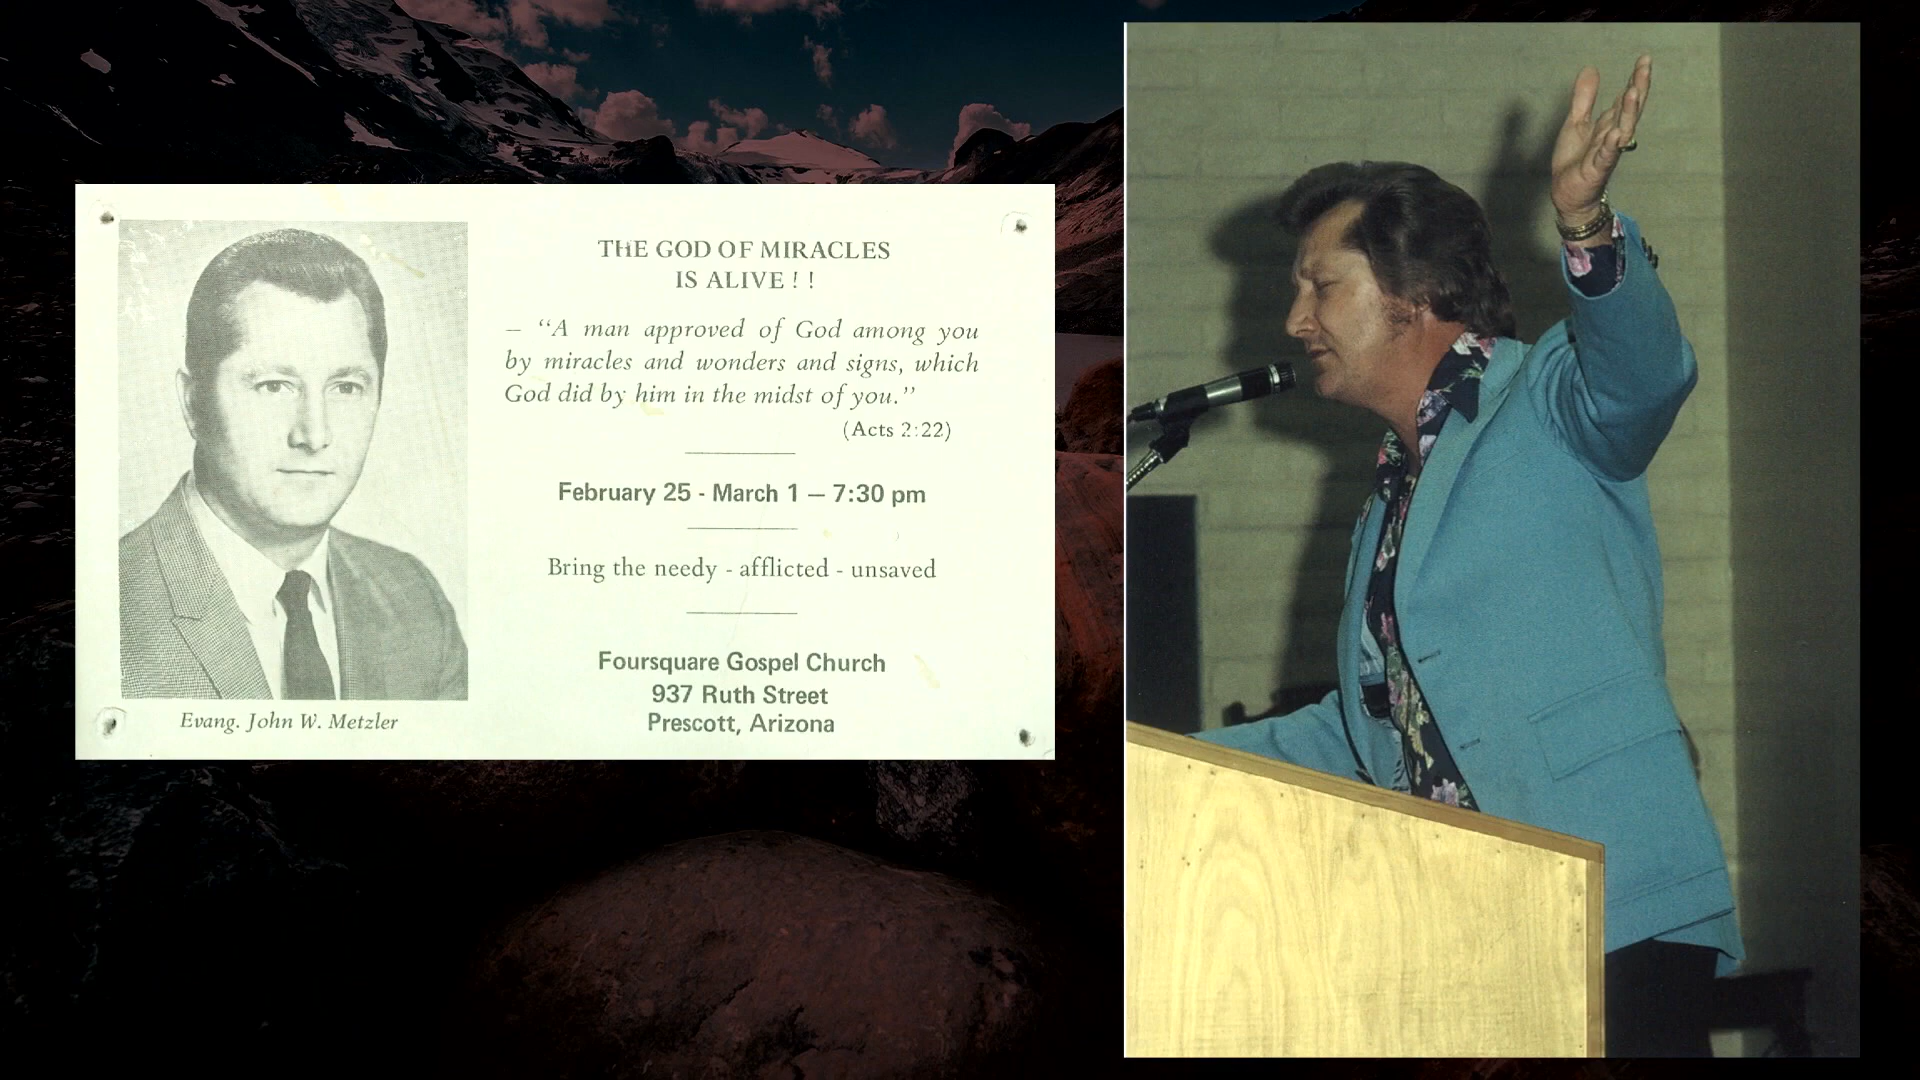 THE GOD OF MIRACLES
IS ALIVE ! !
– “A man approved of God among you
by miracles and wonders and signs, which
God did by him in the midst of you.”
(Acts 2:22)
February 25 - March 1 – 7:30 pm
Bring the needy - afflicted - unsaved
Foursquare Gospel Church
937 Ruth Street
Prescott, Arizona
Evang. John W. Metzler